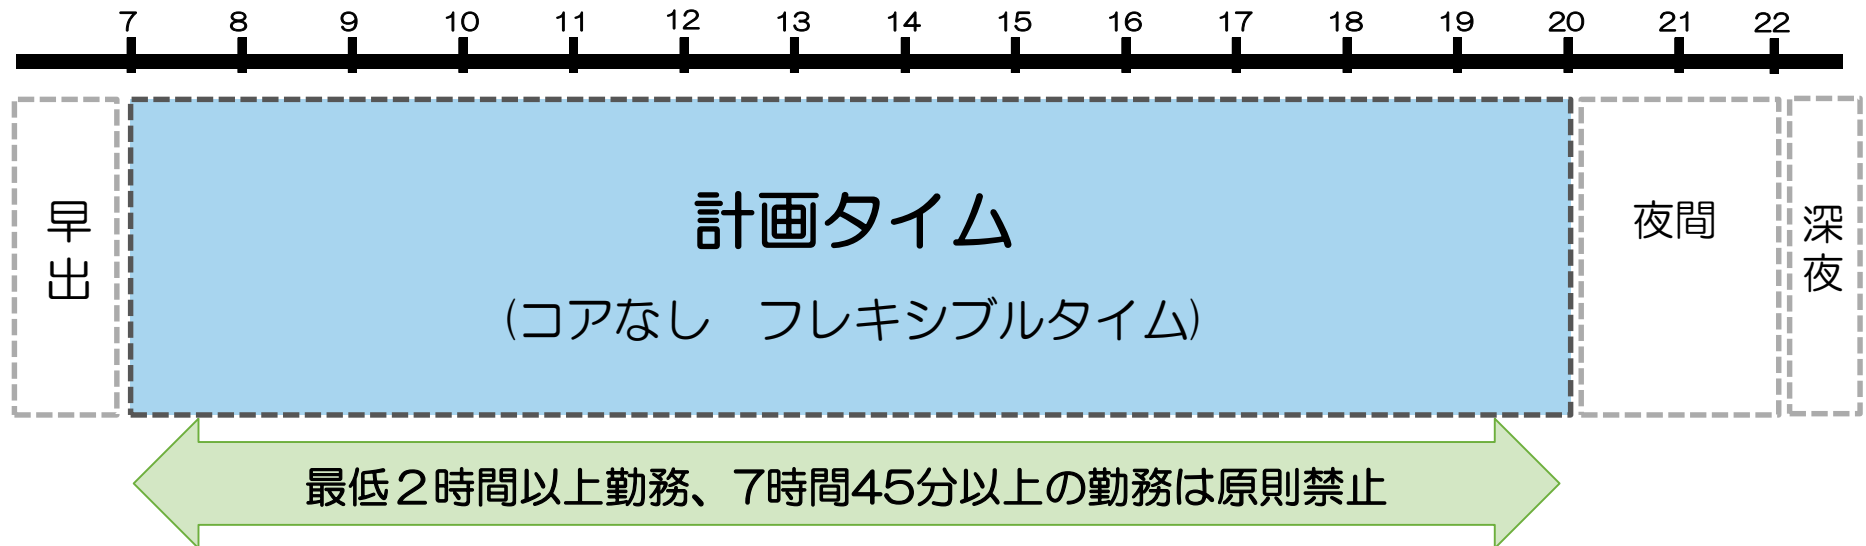 7 8 9 10 11 12 13 14 15 16 17 18 19 20 21 22
早出
計画タイム
(コアなし　フレキシブルタイム)
夜間
深夜
最低２時間以上勤務、7時間45分以上の勤務は原則禁止